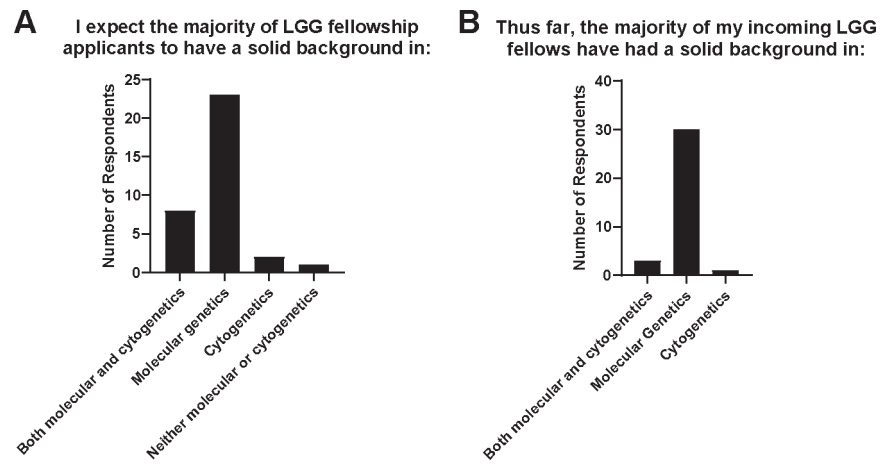 A
I expect the majority of LGG fellowship
applicants to have a solid background in:
Number of Respondents
25
20
15
10
5
0
Both molecular and cytogenetics
Molecular genetics
Cytogenetics
Neither molecular or cytogenetics
B
Thus far, the majority of my incoming LGG
fellows have had a solid background in:
Number of Respondents
40
30
20
10
0
Both molecular and cytogenetics
Molecular Genetics
Cytogenetics